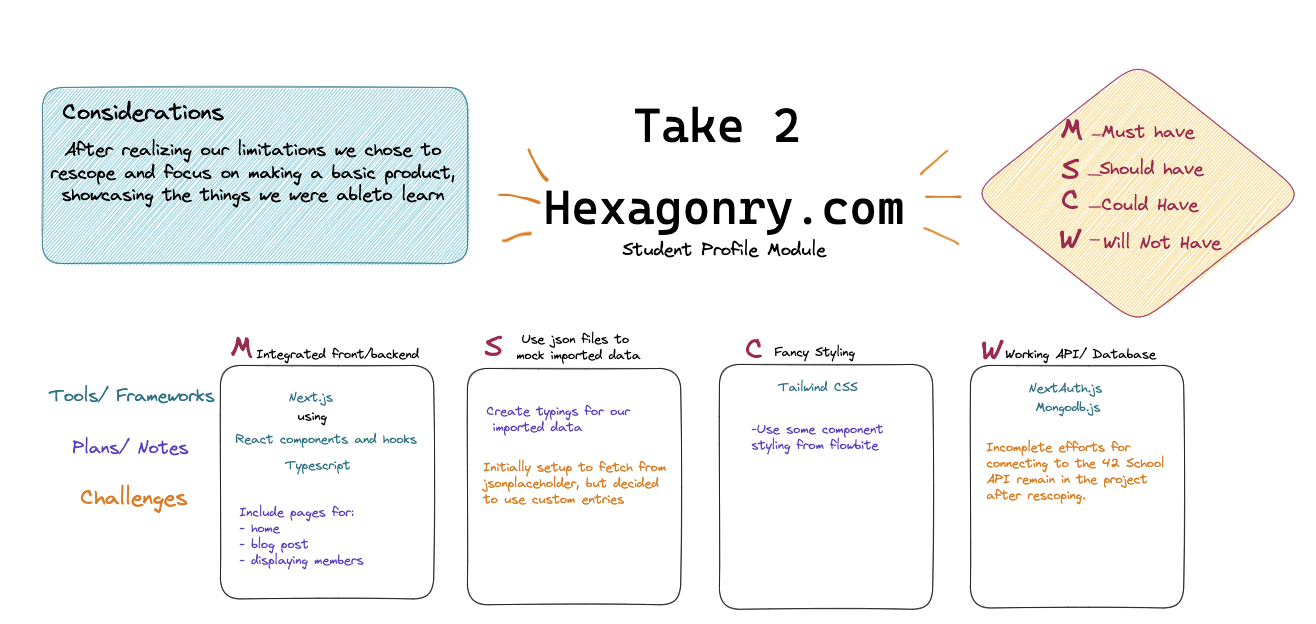 Considerations
After realizing our limitations we chose to
rescope and focus on making a basic product,
showcasing the things we were ableto learn
Take 2
Hexagonry.com
Student Profile Module
M _Must have
S _Should have
C _Could Have
W -Will Not Have
Tools/ Frameworks
Plans/ Notes
Challenges
M Integrated front/backend
Next.js
using
React components and hooks
Typescript
Include pages for:
- home
- blog post
- displaying members
S Use json files to
mock imported data
Create typings for our
imported data
Initially setup to fetch from
jsonplaceholder, but decided
to use custom entries
C Fancy Styling
Tailwind CSS
-Use some component
styling from flowbite
W Working API/ Database
NextAuth.js
Mongodb.js
Incomplete efforts for
connecting to the 42 School
API remain in the project
after rescoping.